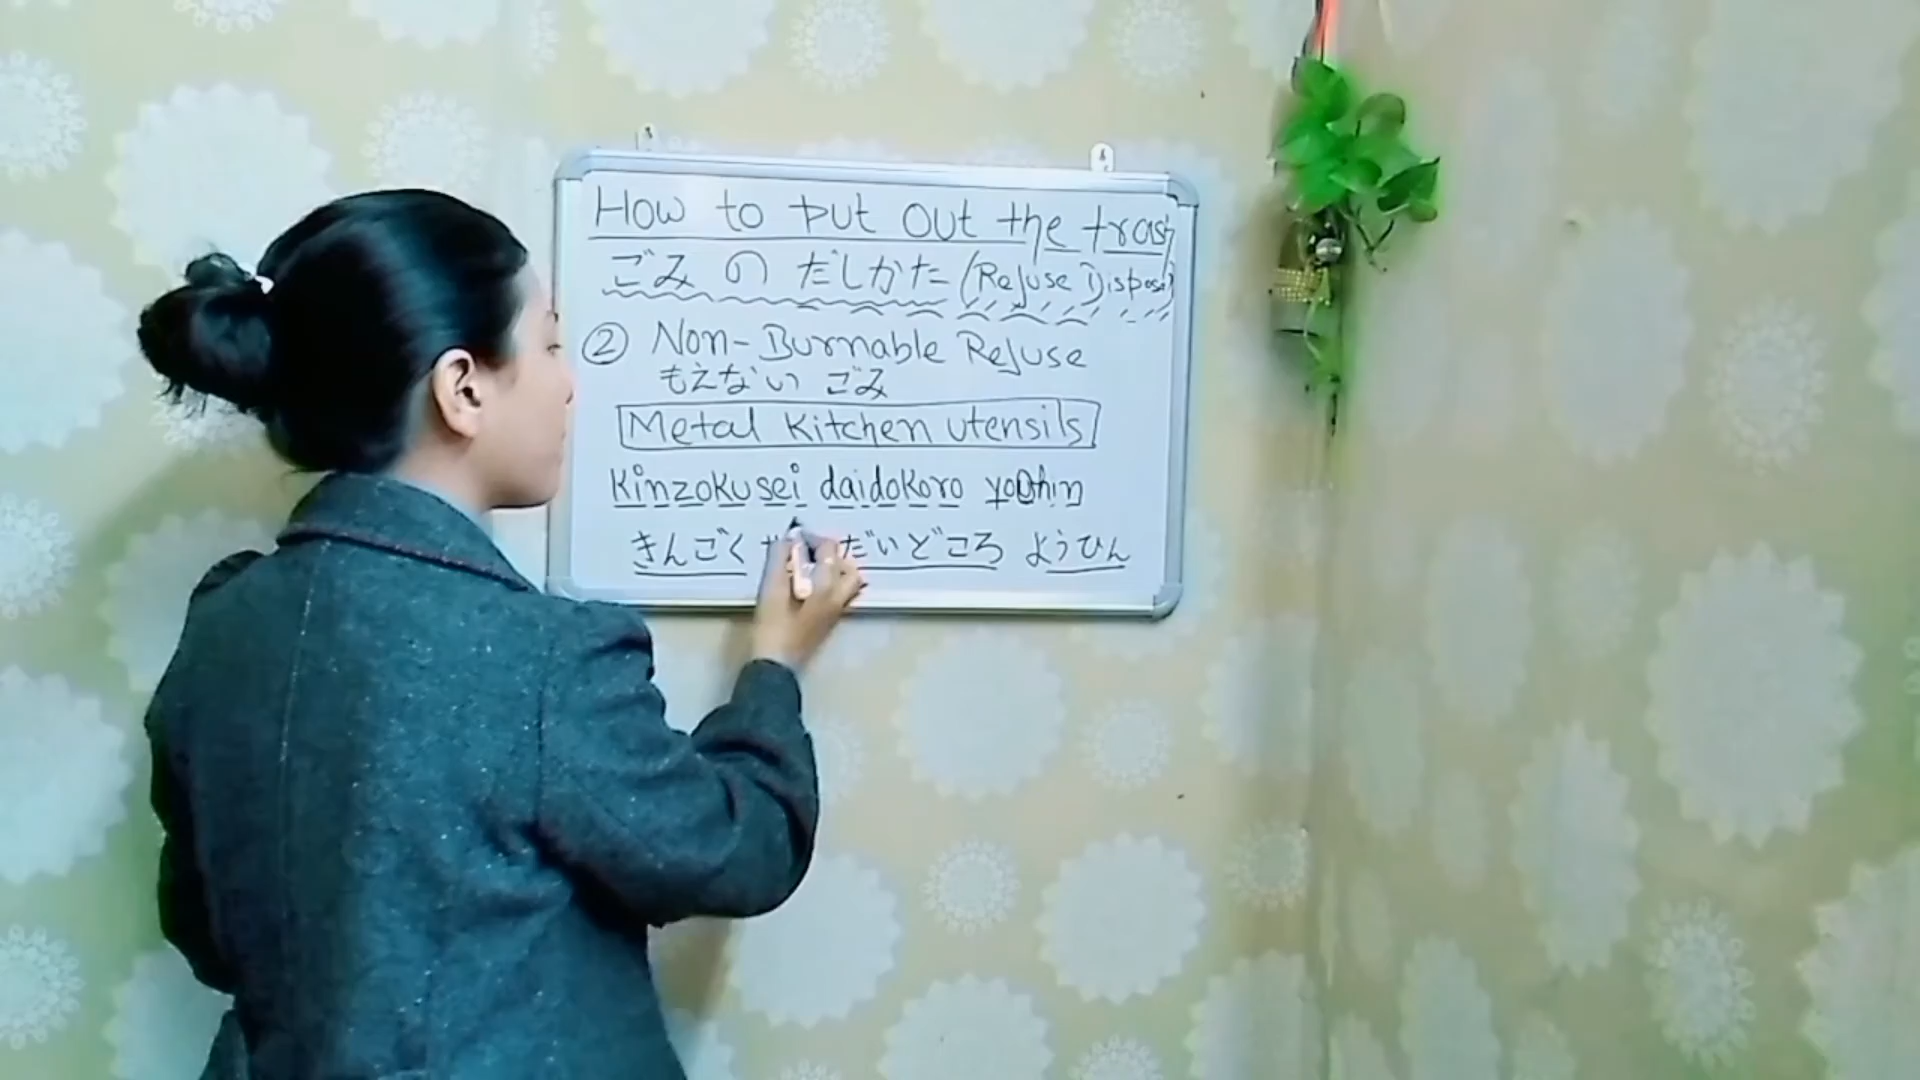 How to put out the trash
ごみ の だしかた (Refuse Disposal)
② Non-Burnable Refuse
もえない ごみ
Metal Kitchen utensils
Kinzokusei daidokoro youhin
きんごく だいどころ ようひん